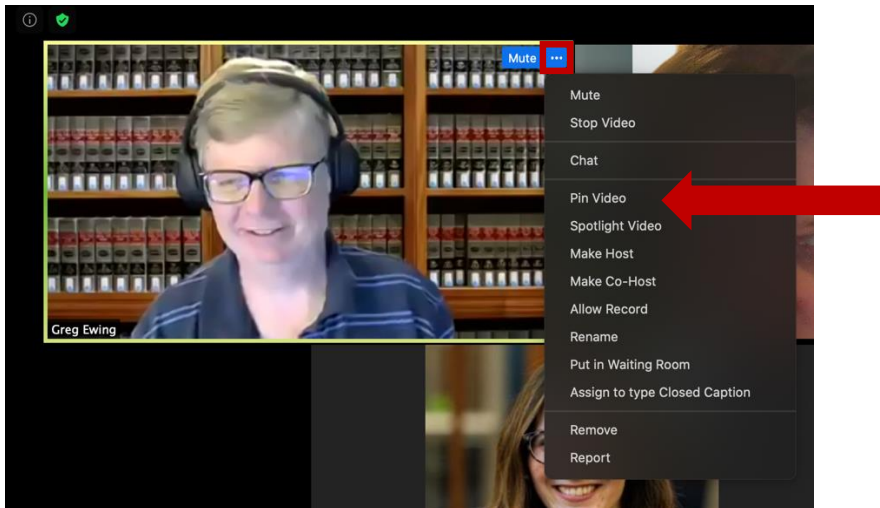 Mute ...
Mute
Stop Video
Chat
Pin Video
Spotlight Video
Make Host
Make Co-Host
Allow Record
Rename
Put in Waiting Room
Assign to type Closed Caption
Remove
Report
Greg Ewing